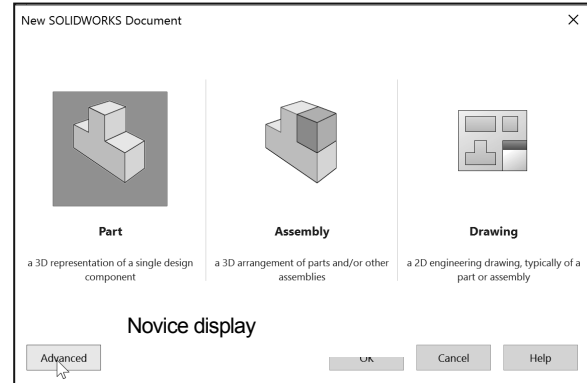 New SOLIDWORKS Document
Part
a 3D representation of a single design
component
Assembly
a 3D arrangement of parts and/or other
assemblies
Drawing
a 2D engineering drawing, typically of a
part or assembly
Novice display
Advanced
OK
Cancel
Help